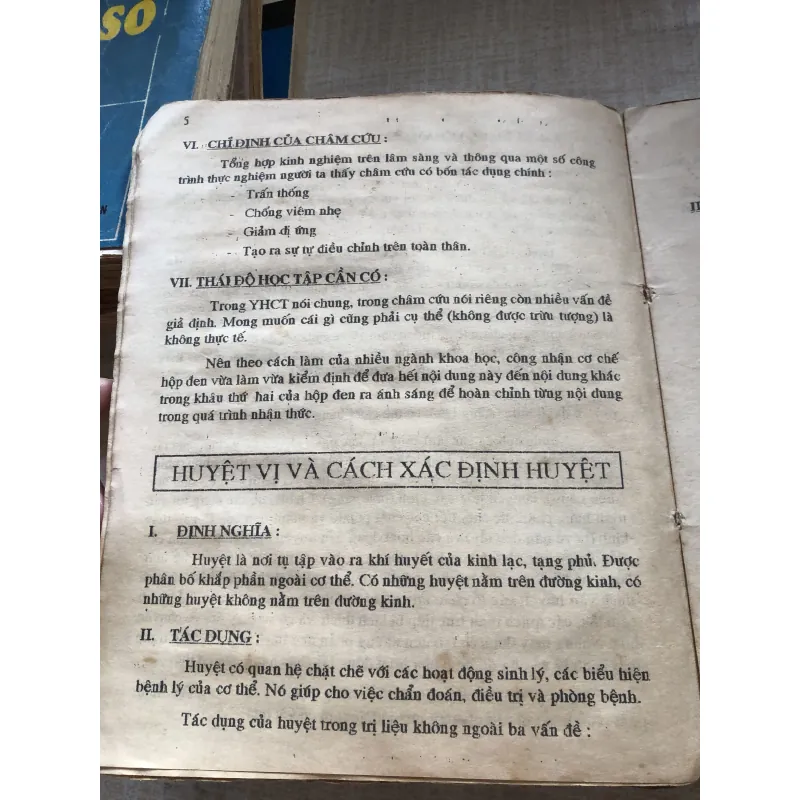 SO
5
VI. CHỈ ĐỊNH CỦA CHÂM CỨU :
Tổng hợp kinh nghiệm trên lâm sàng và thông qua một số công
trình thực nghiệm người ta thấy châm cứu có bốn tác dụng chính :
- Trấn thống
- Chống viêm nhẹ
- Giảm dị ứng
- Tạo ra sự tự điều chỉnh trên toàn thân.
VII. THÁI ĐỘ HỌC TẬP CẦN CÓ :
Trong YHCT nói chung, trong châm cứu nói riêng còn nhiều vấn đề
giả định. Mong muốn cái gì cũng phải cụ thể (không được trừu tượng) là
không thực tế.
Nên theo cách làm của nhiều ngành khoa học, công nhận cơ chế
hộp đen vừa làm vừa kiểm định để đưa hết nội dung này đến nội dung khác
trong khâu thứ hai của hộp đen ra ánh sáng để hoàn chỉnh từng nội dung
trong quá trình nhận thức.
HUYỆT VỊ VÀ CÁCH XÁC ĐỊNH HUYỆT
I. ĐỊNH NGHĨA :
Huyệt là nơi tụ tập vào ra khí huyết của kinh lạc, tạng phủ. Được
phân bố khắp phần ngoài cơ thể. Có những huyệt nằm trên đường kinh, có
những huyệt không nằm trên đường kinh.
II. TÁC DỤNG :
Huyệt có quan hệ chặt chẽ với các hoạt động sinh lý, các biểu hiện
bệnh lý của cơ thể. Nó giúp cho việc chẩn đoán, điều trị và phòng bệnh.
Tác dụng của huyệt trong trị liệu không ngoài ba vấn đề :